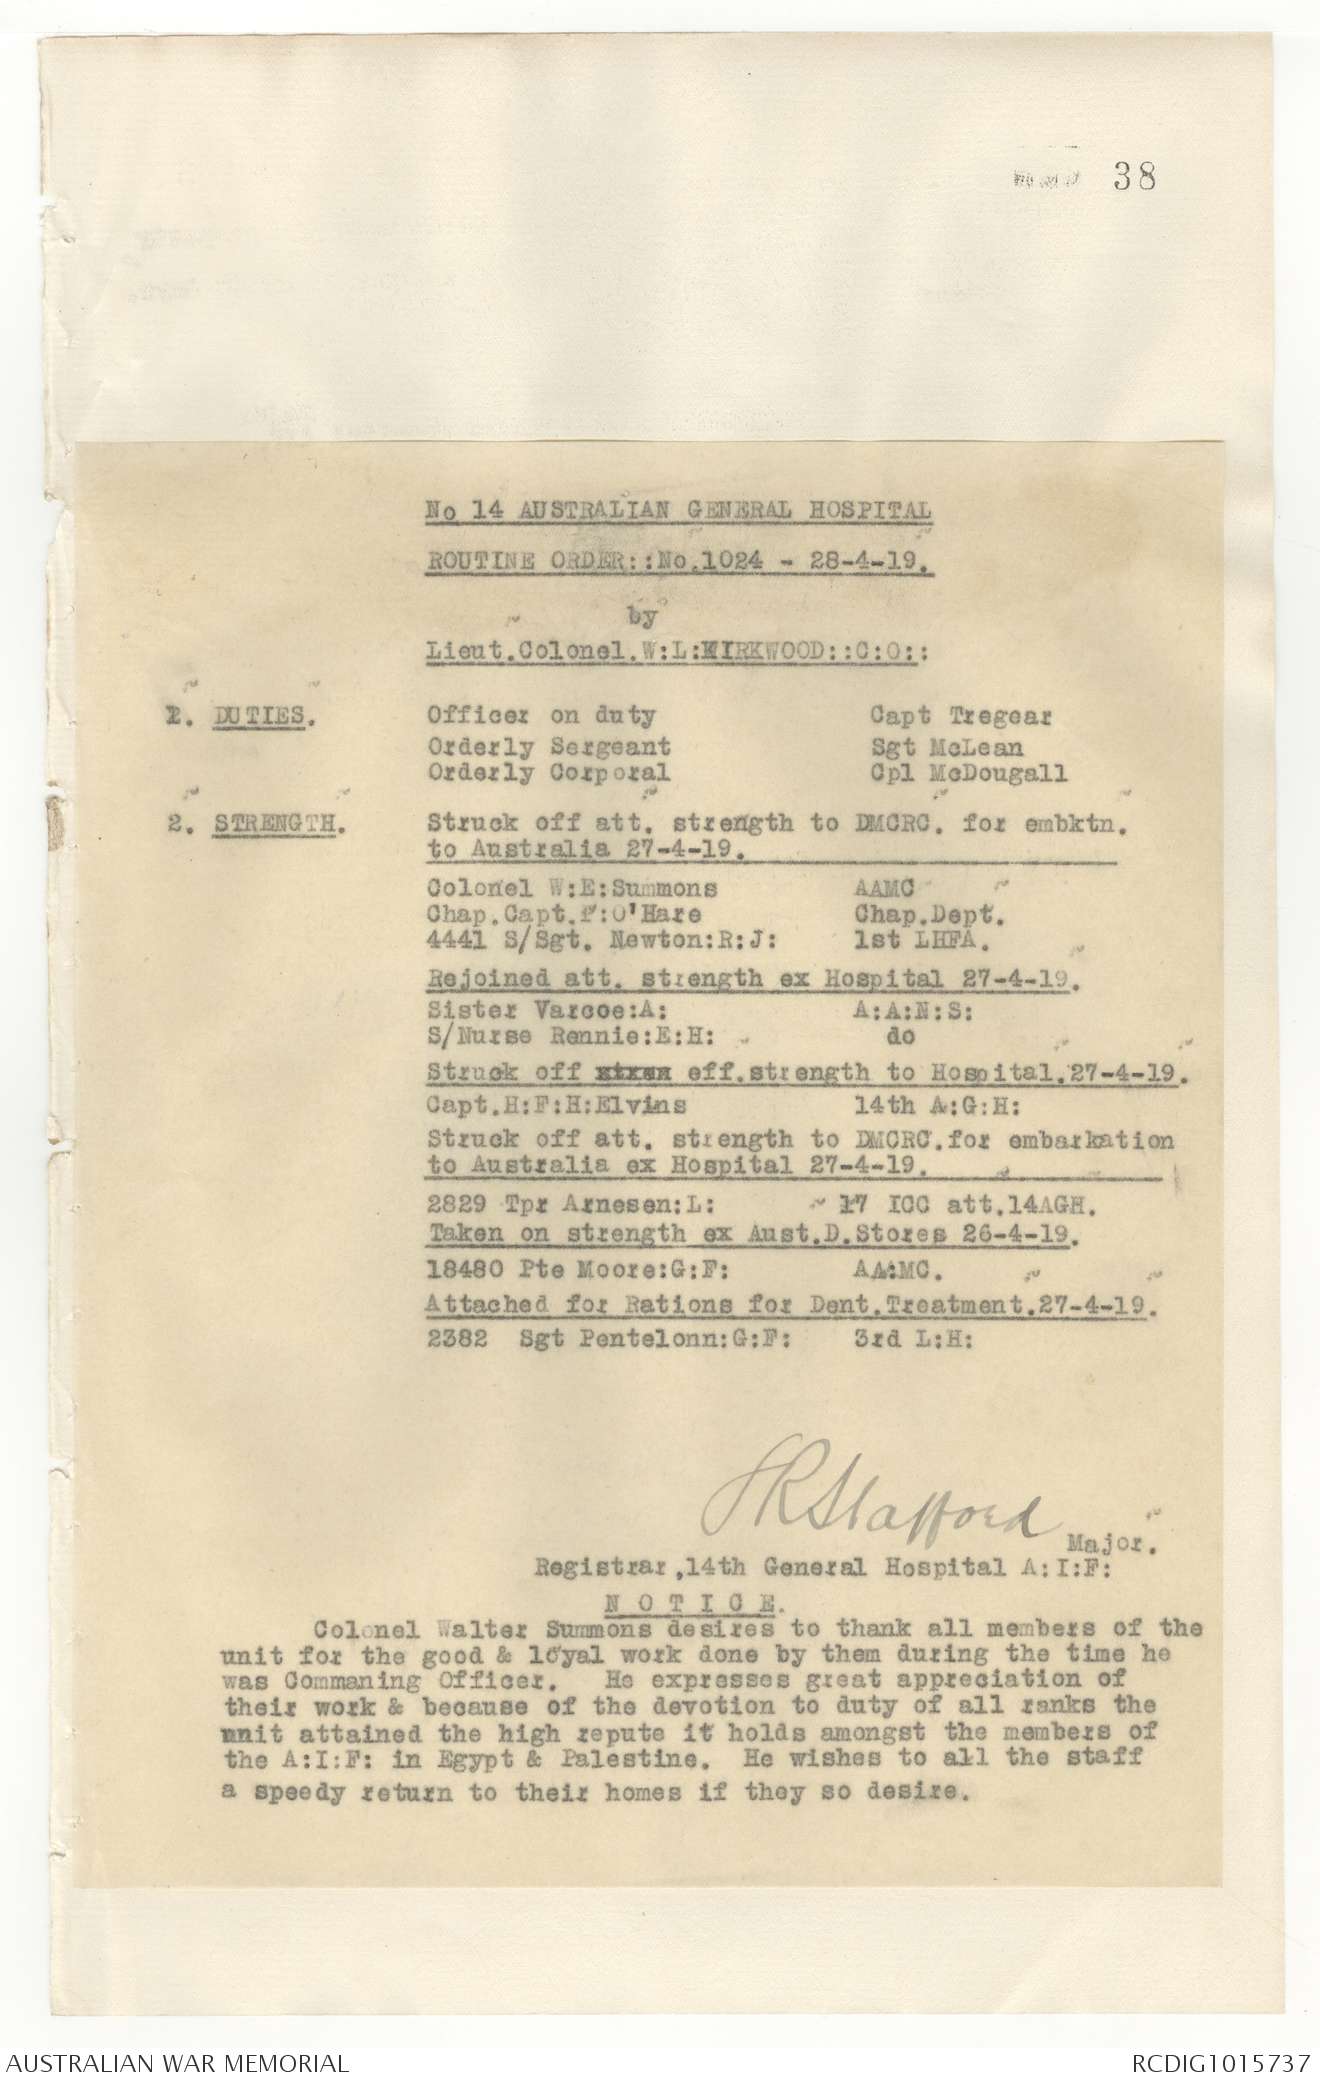 38
No 14 AUSTRALIAN GENERAL HOSPITAL
ROUTINE ORDER::No.1024 - 28-4-19.
by
Lieut.Colonel.W:L:KIRKWOOD::C:O::
1. DUTIES. Officer on duty Capt Tregear
Orderly Sergeant Sgt McLean
Orderly Corporal Cpl McDougall
2. STRENGTH. Struck off att. strength to DMCRC. for embktn.
to Australia 27-4-19.
Colonel W:E:Summons AAMC
Chap.Capt.F:O'Hare Chap.Dept.
4441 S/Sgt. Newton:R:J: 1st LHFA.
Rejoined att. strength ex Hospital 27-4-19.
Sister Varcoe:A: A:A:N:S:
S/Nurse Rennie:E:H: do
Struck off eff.strength to Hospital.27-4-19.
Capt.H:F:H:Elvins 14th A:G:H:
Struck off att. strength to DMCRC.for embarkation
to Australia ex Hospital 27-4-19.
2829 Tpr Arnesen:L: 17 ICC att.14AGH.
Taken on strength ex Aust.D.Stores 26-4-19.
18480 Pte Moore:G:F: AA:MC.
Attached for Rations for Dent.Treatment.27-4-19.
2382 Sgt Pentelonn:G:F: 3rd L:H:
SRStafford
Major.
Registrar,14th General Hospital A:I:F:
N O T I C E.
Colonel Walter Summons desires to thank all members of the
unit for the good & loyal work done by them during the time he
was Commaning Officer. He expresses great appreciation of
their work & because of the devotion to duty of all ranks the
unit attained the high repute it holds amongst the members of
the A:I:F: in Egypt & Palestine. He wishes to all the staff
a speedy return to their homes if they so desire.
AUSTRALIAN WAR MEMORIAL RCDIG1015737